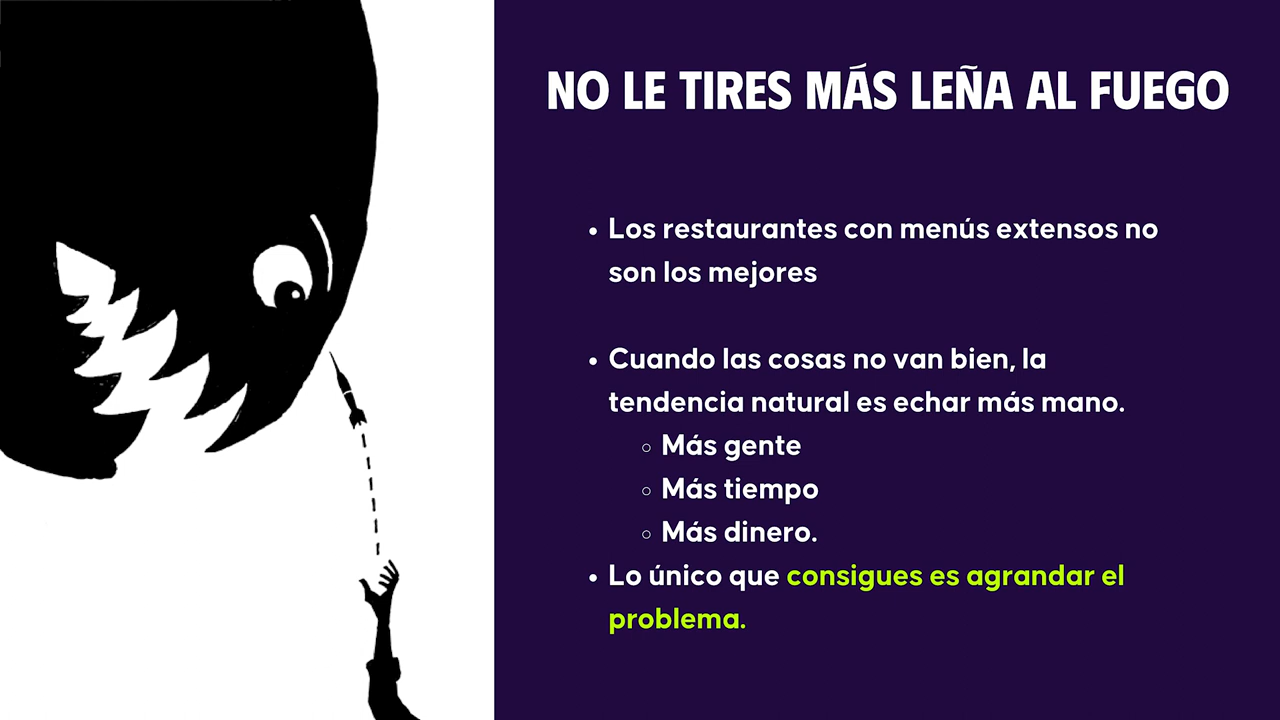 NO LE TIRES MÁS LEÑA AL FUEGO
• Los restaurantes con menús extensos no
son los mejores
• Cuando las cosas no van bien, la
tendencia natural es echar más mano.
◦ Más gente
◦ Más tiempo
◦ Más dinero.
• Lo único que consigues es agrandar el
problema.